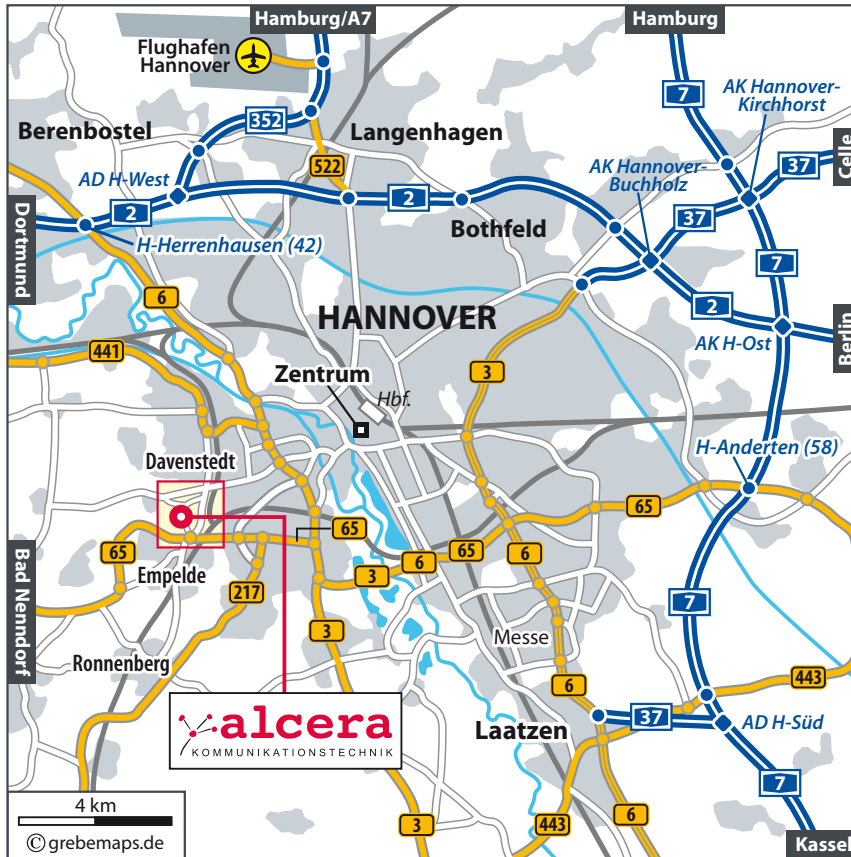 Hamburg/A7
Hamburg
Flughafen
Hannover
7
AK Hannover-
Kirchhorst
352
Berenbostel
Langenhagen
522
37
Celle
AK Hannover-
Buchholz
AD H-West
2
2
37
Dortmund
Bothfeld
H-Herrenhausen (42)
7
6
2
HANNOVER
Berlin
AK H-Ost
441
3
Zentrum
Hbf.
H-Anderten (58)
Davenstedt
65
65
65
65
6
6
Bad Nenndorf
Empelde
217
3
7
3
Messe
Ronnenberg
443
6
alcera
KOMMUNIKATIONSTECHNIK
37
Laatzen
AD H-Süd
7
4 km
3
443
6
© grebemaps.de
Kassel